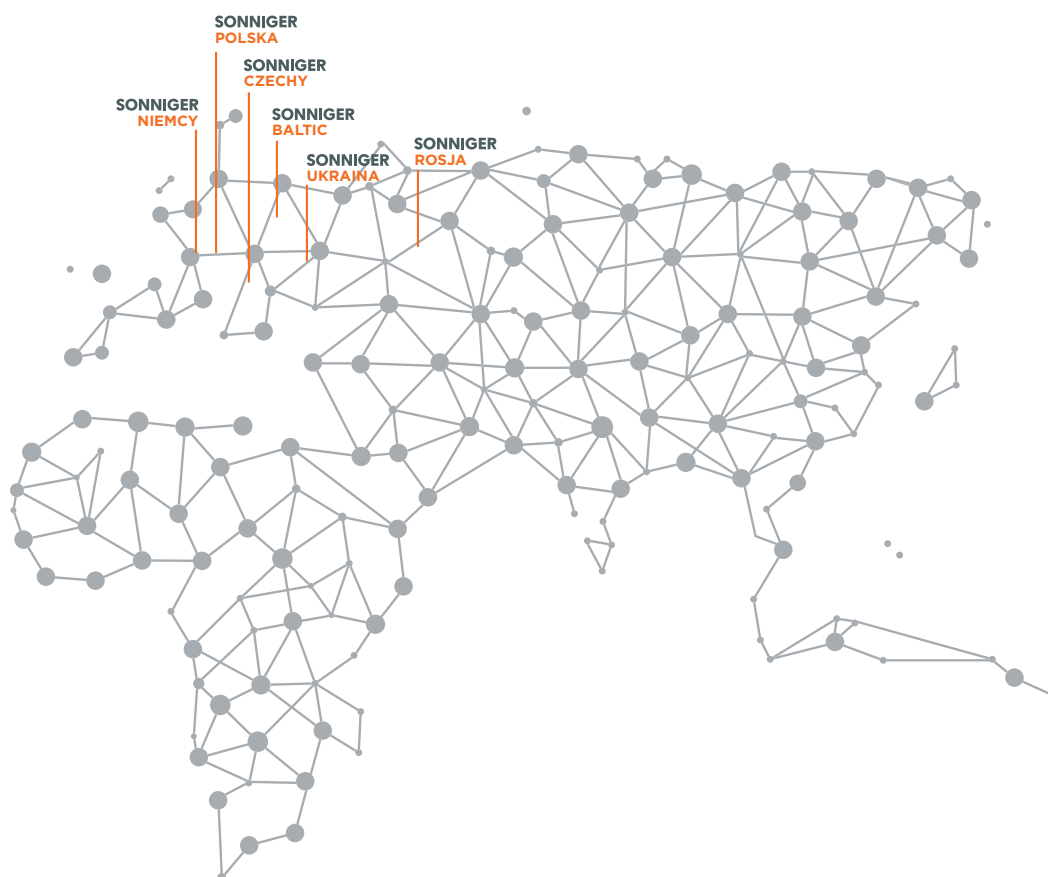 SONNIGER
POLSKA
SONNIGER
CZECHY
SONNIGER
NIEMCY
SONNIGER
BALTIC
SONNIGER
ROSJA
SONNIGER
UKRAINA